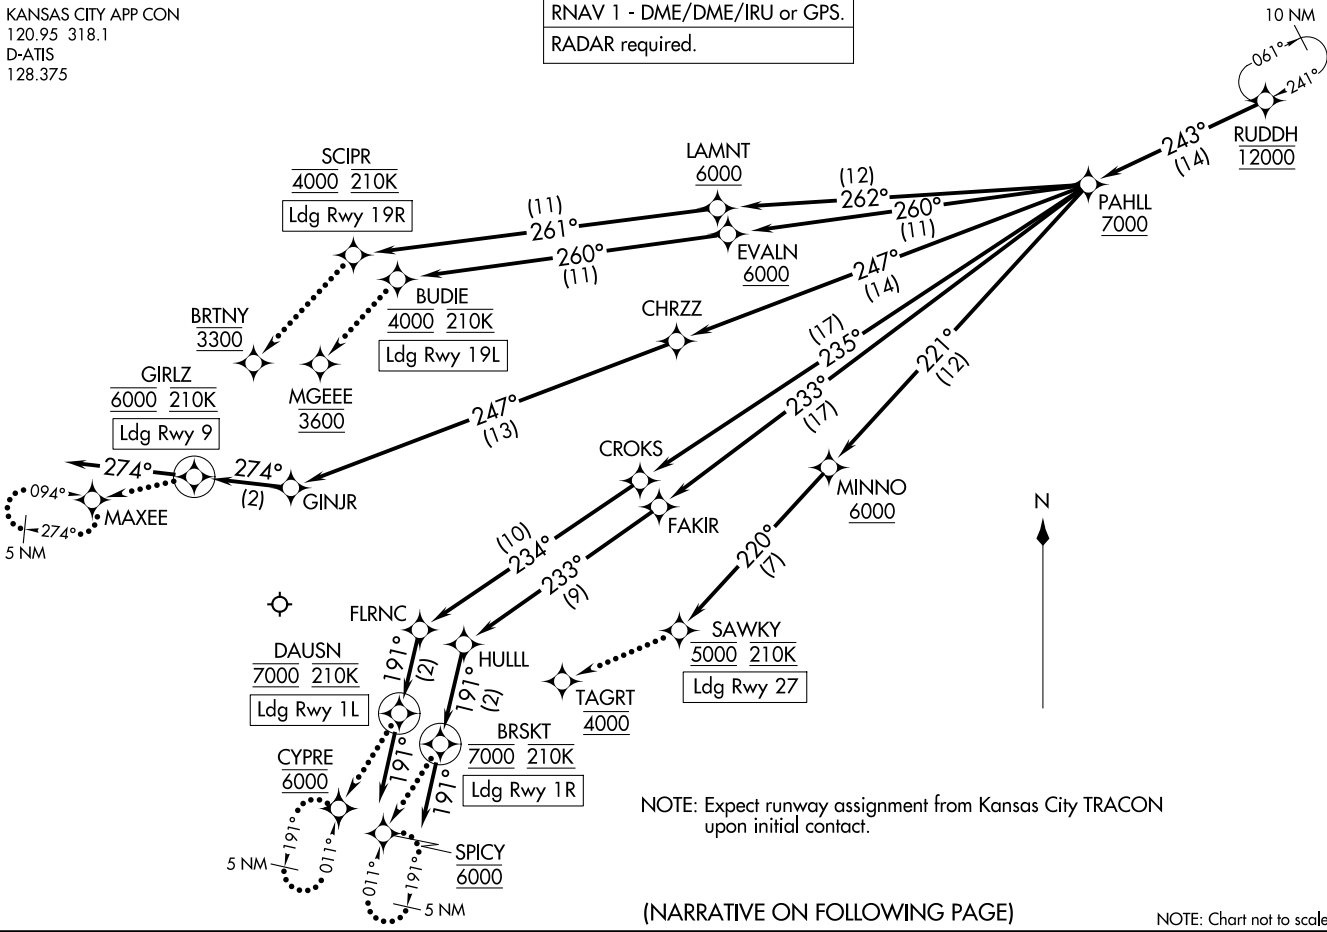 KANSAS CITY APP CON
120.95 318.1
D-ATIS
128.375
RNAV 1 - DME/DME/IRU or GPS.
RADAR required.
10 NM
061°
241°
RUDDH
12000
243°
(14)
PAHLL
7000
LAMNT
6000
(12)
262°
260°
(11)
EVALN
6000
SCIPR
4000 210K
Ldg Rwy 19R
(11)
261°
260°
(11)
BUDIE
4000 210K
Ldg Rwy 19L
BRTNY
3300
MGEEE
3600
247°
(14)
CHRZZ
247°
(13)
GIRLZ
6000 210K
Ldg Rwy 9
274°
274°
(2)
GINJR
MAXEE
094°
274°
5 NM
(17)
235°
233°
(17)
221°
(12)
CROKS
FAKIR
MINNO
6000
(10)
234°
233°
(9)
220°
(7)
FLRNC
HULLL
SAWKY
5000 210K
Ldg Rwy 27
TAGRT
4000
191°
(2)
191°
(2)
DAUSN
7000 210K
Ldg Rwy 1L
BRSKT
7000 210K
Ldg Rwy 1R
191°
191°
CYPRE
6000
191°
011°
5 NM
SPICY
6000
011°
191°
5 NM
N
NOTE: Expect runway assignment from Kansas City TRACON
upon initial contact.
(NARRATIVE ON FOLLOWING PAGE)
NOTE: Chart not to scale